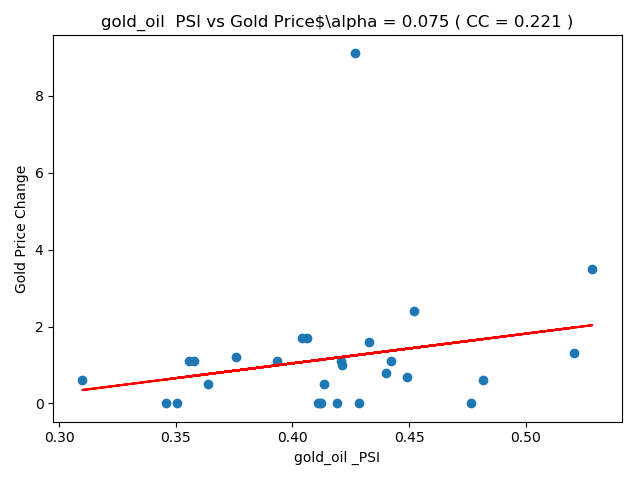 gold_oil  PSI vs Gold Price$\alpha = 0.075 ( CC = 0.221 )
8
6
4
2
0
Gold Price Change
0.30 0.35 0.40 0.45 0.50
gold_oil _PSI